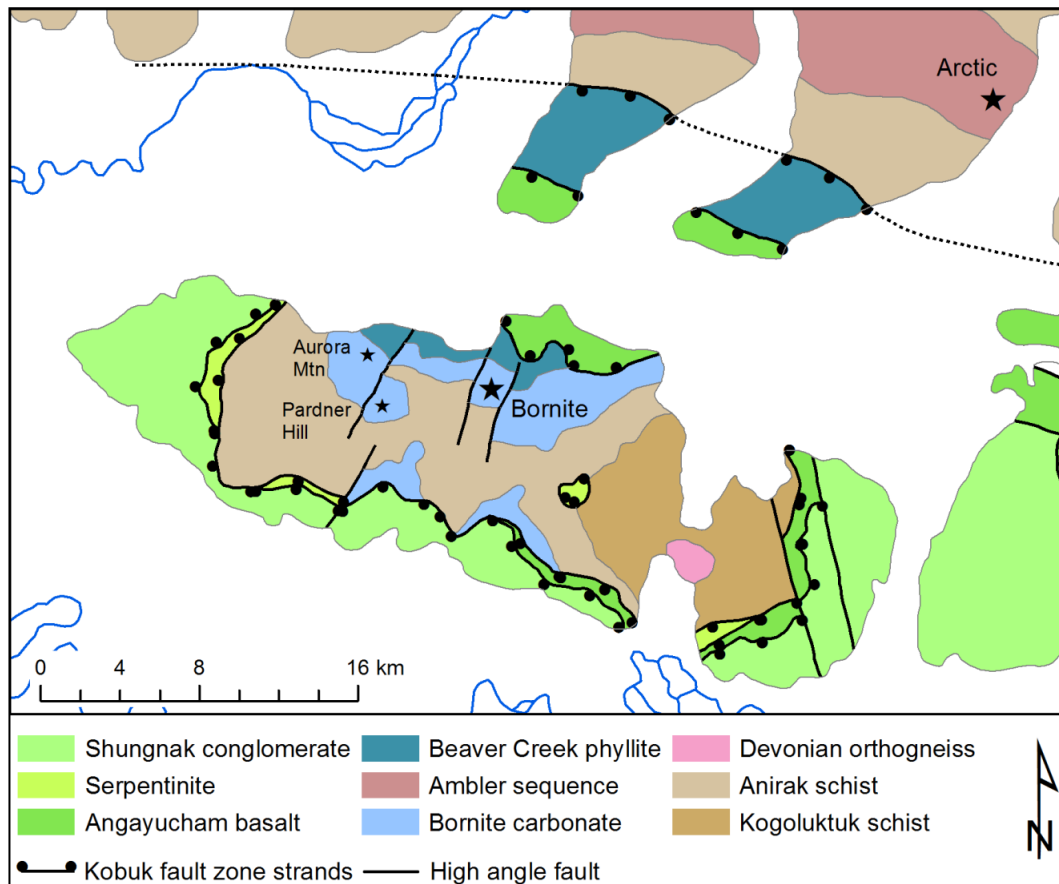 Arctic
Aurora
Mtn
Pardner
Hill
Bornite
0 4 8 16 km
Shungnak conglomerate
Beaver Creek phyllite
Devonian orthogneiss
Serpentinite
Ambler sequence
Anirak schist
Angayucham basalt
Bornite carbonate
Kogoluktuk schist
Kobuk fault zone strands
High angle fault
N